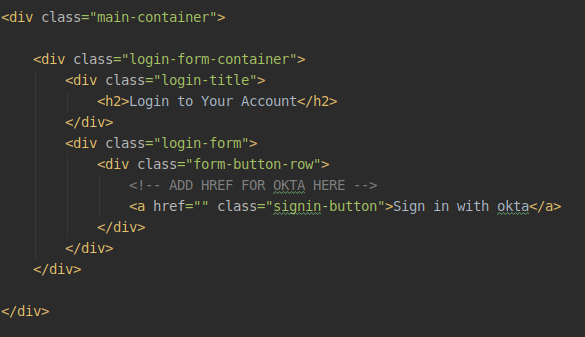 <div class="main-container">
<div class="login-form-container">
<div class="login-title">
<h2>Login to Your Account</h2>
</div>
<div class="login-form">
<div class="form-button-row">
<!-- ADD HREF FOR OKTA HERE -->
<a href="" class="signin-button">Sign in with okta</a>
</div>
</div>
</div>
</div>